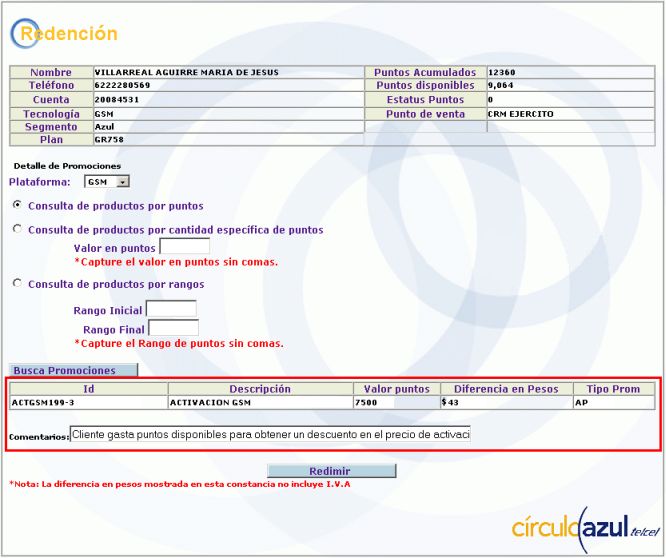 Redención
Nombre VILLARREAL AGUIRRE MARIA DE JESUS Puntos Acumulados 12360
Teléfono 6222280569 Puntos disponibles 9,064
Cuenta 20084531 Estatus Puntos 0
Tecnología GSM Punto de venta CRM EJERCITO
Segmento Azul
Plan GR758
Detalle de Promociones
Plataforma: GSM
Consulta de productos por puntos
Consulta de productos por cantidad específica de puntos
Valor en puntos
*Capture el valor en puntos sin comas.
Consulta de productos por rangos
Rango Inicial
Rango Final
*Capture el Rango de puntos sin comas.
Busca Promociones
Id Descripción Valor puntos Diferencia en Pesos Tipo Prom
ACTGSM199-3 ACTIVACION GSM 7500 $43 AP
Comentarios: Cliente gasta puntos disponibles para obtener un descuento en el precio de activaci
Redimir
*Nota: La diferencia en pesos mostrada en esta constancia no incluye I.V.A
círculoazul telcel